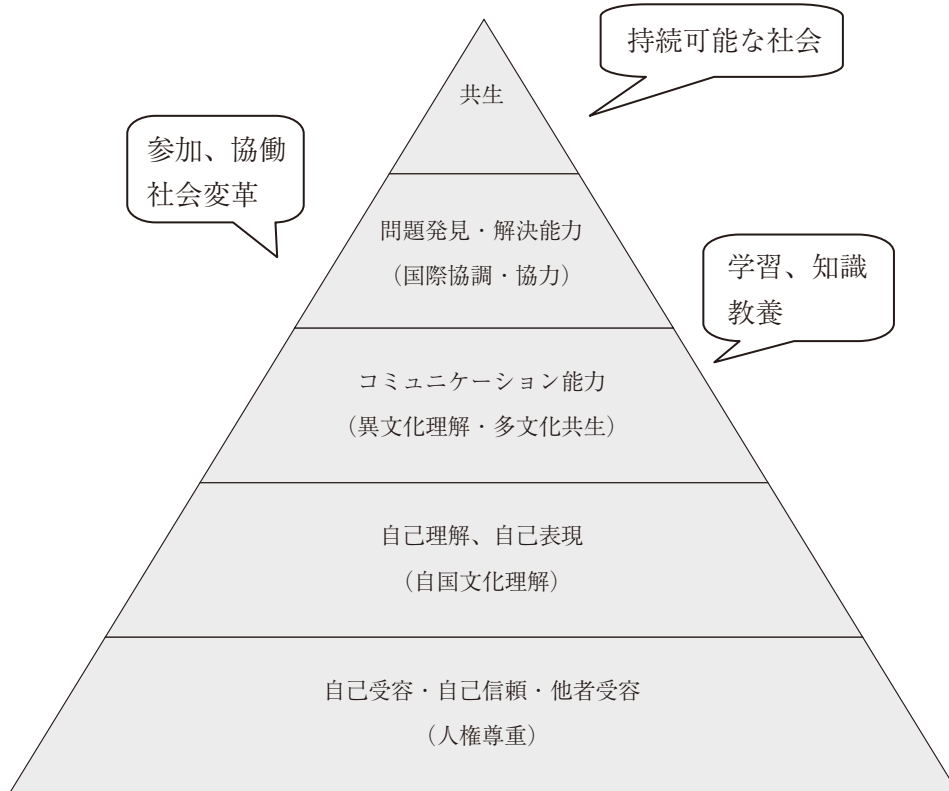 持続可能な社会
共生
参加、協働
社会変革
問題発見・解決能力
（国際協調・協力）
学習、知識
教養
コミュニケーション能力
（異文化理解・多文化共生）
自己理解、自己表現
（自国文化理解）
自己受容・自己信頼・他者受容
（人権尊重）